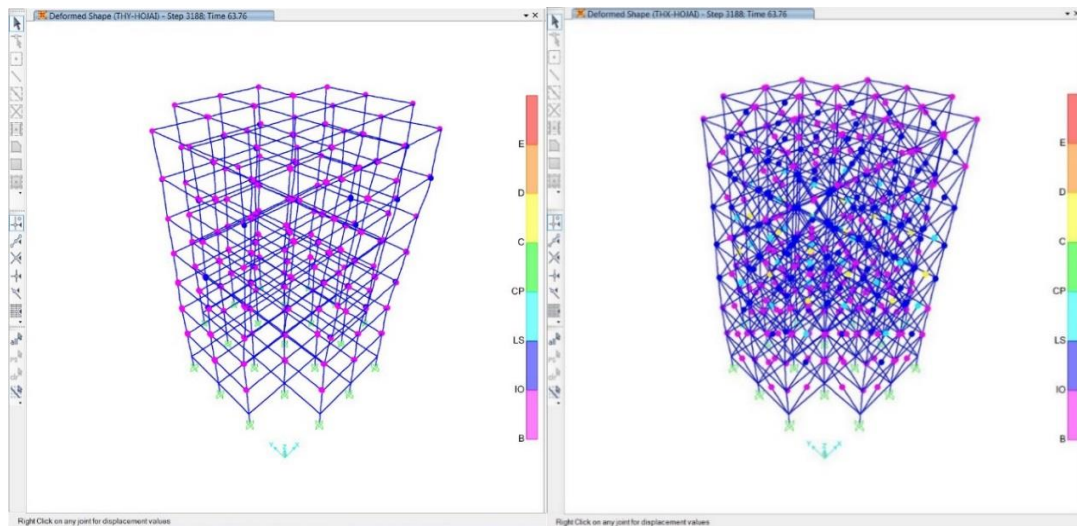 Deformed Shape (THY-HOJAI) - Step 3188; Time 63.76
E
D
C
CP
LS
IO
B
Right Click on any joint for displacement values
Deformed Shape (THX-HOJAI) - Step 3188; Time 63.76
E
D
C
CP
LS
IO
B
Right Click on any joint for displacement values